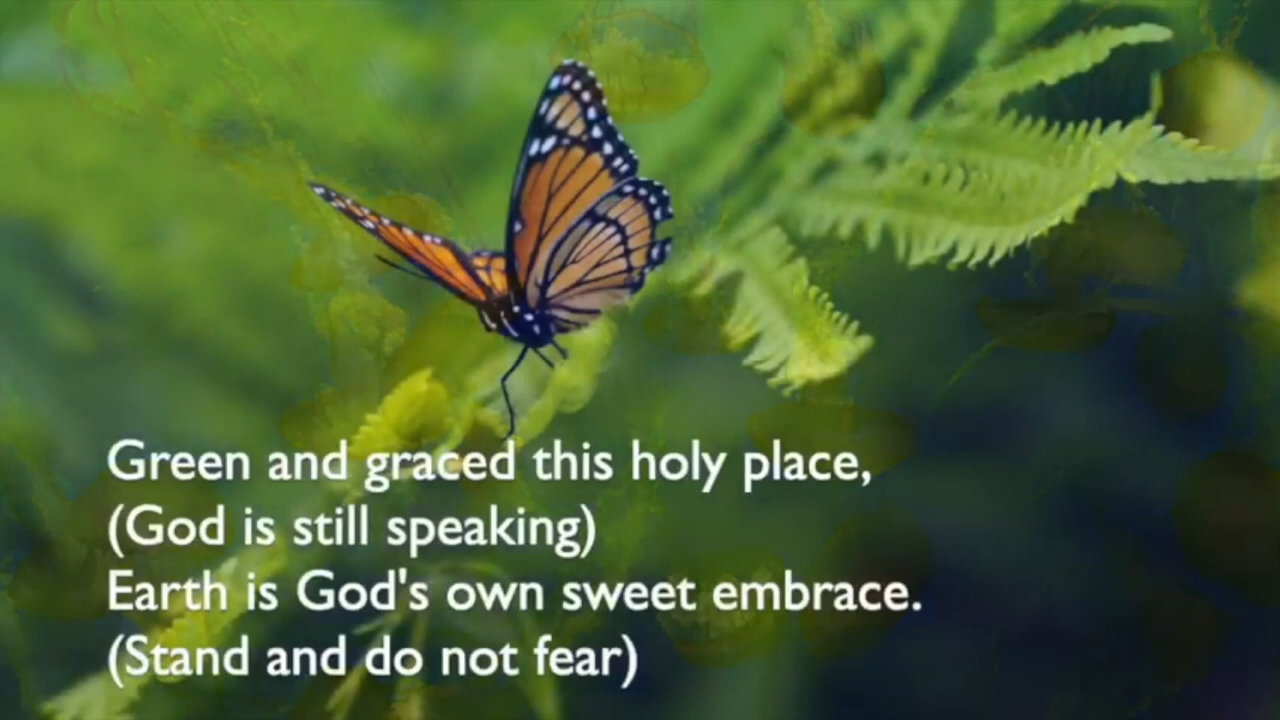 Green and graced this holy place,
(God is still speaking)
Earth is God's own sweet embrace.
(Stand and do not fear)